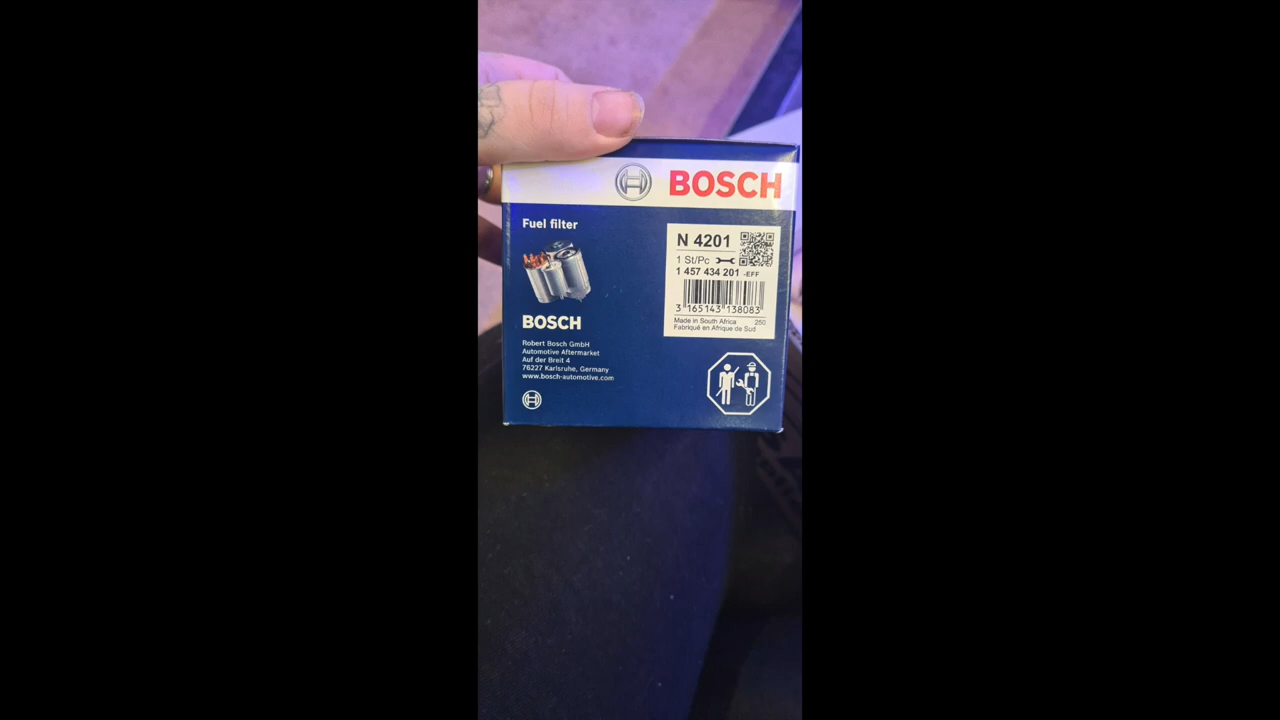 BOSCH
Fuel filter
BOSCH
Robert Bosch GmbH
Automotive Aftermarket
Auf der Breit 4
76227 Karlsruhe, Germany
www.bosch-automotive.com
N 4201
1 St/Pc
1 457 434 201 -EFF
3 165143 138083
Made in South Africa 250
Fabriqué en Afrique de Sud